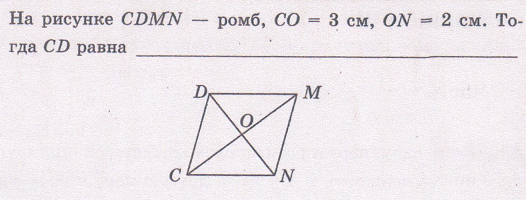 На рисунке CDMN — ромб, CO = 3 см, ON = 2 см. То-
гда CD равна
D M
O
C N